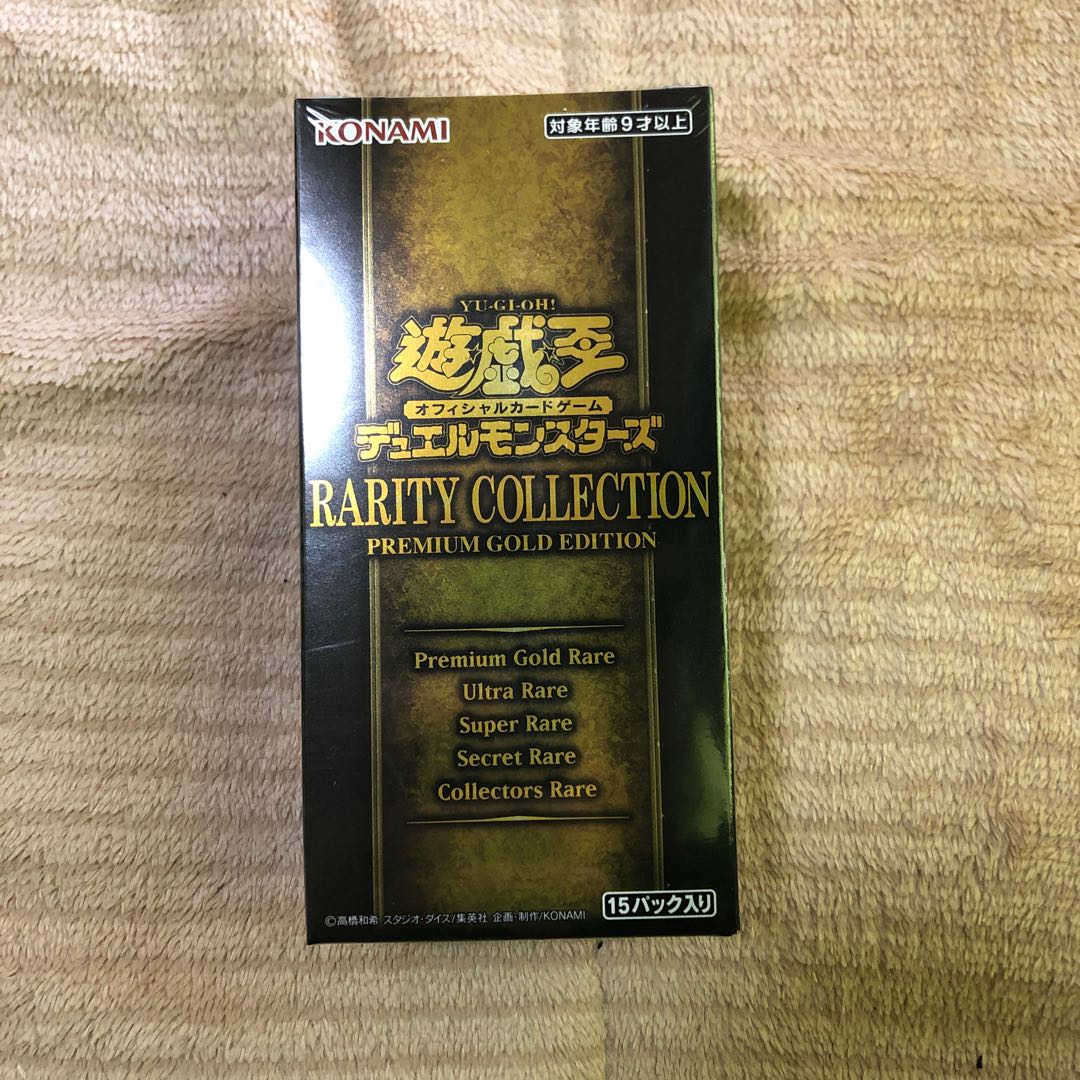 KONAMI
対象年齢9才以上
YU-GI-OH!
遊☆戯☆王
オフィシャルカードゲーム
デュエルモンスターズ
RARITY COLLECTION
PREMIUM GOLD EDITION
Premium Gold Rare
Ultra Rare
Super Rare
Secret Rare
Collectors Rare
©高橋和希 スタジオ・ダイス/集英社 企画・制作/KONAMI
15パック入り